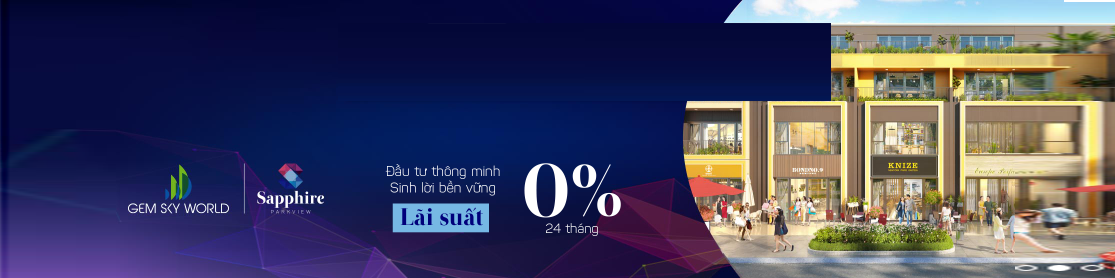 GEM SKY WORLD
Sapphire
PARKVIEW
Đầu tư thông minh
Sinh lời bền vững
Lãi suất
0%
24 tháng
KNIZE